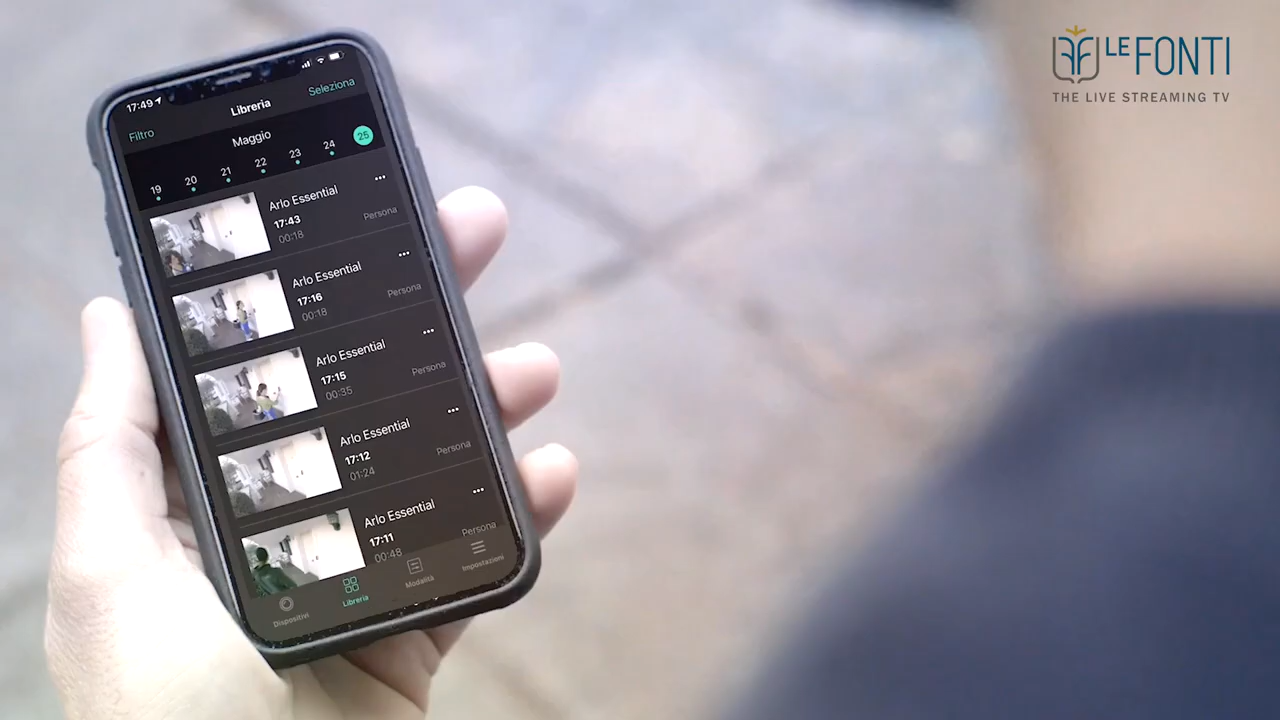 LEFONTI
THE LIVE STREAMING TV
17:49
Filtro
Libreria
Seleziona
Maggio
19 20 21 22 23 24 25
Arlo Essential
17:43
00:18
Persona
Arlo Essential
17:16
00:18
Persona
Arlo Essential
17:15
00:35
Persona
Arlo Essential
17:12
01:24
Persona
Arlo Essential
17:11
00:48
Persona
Dispositivi
Libreria
Modalità
Impostazioni